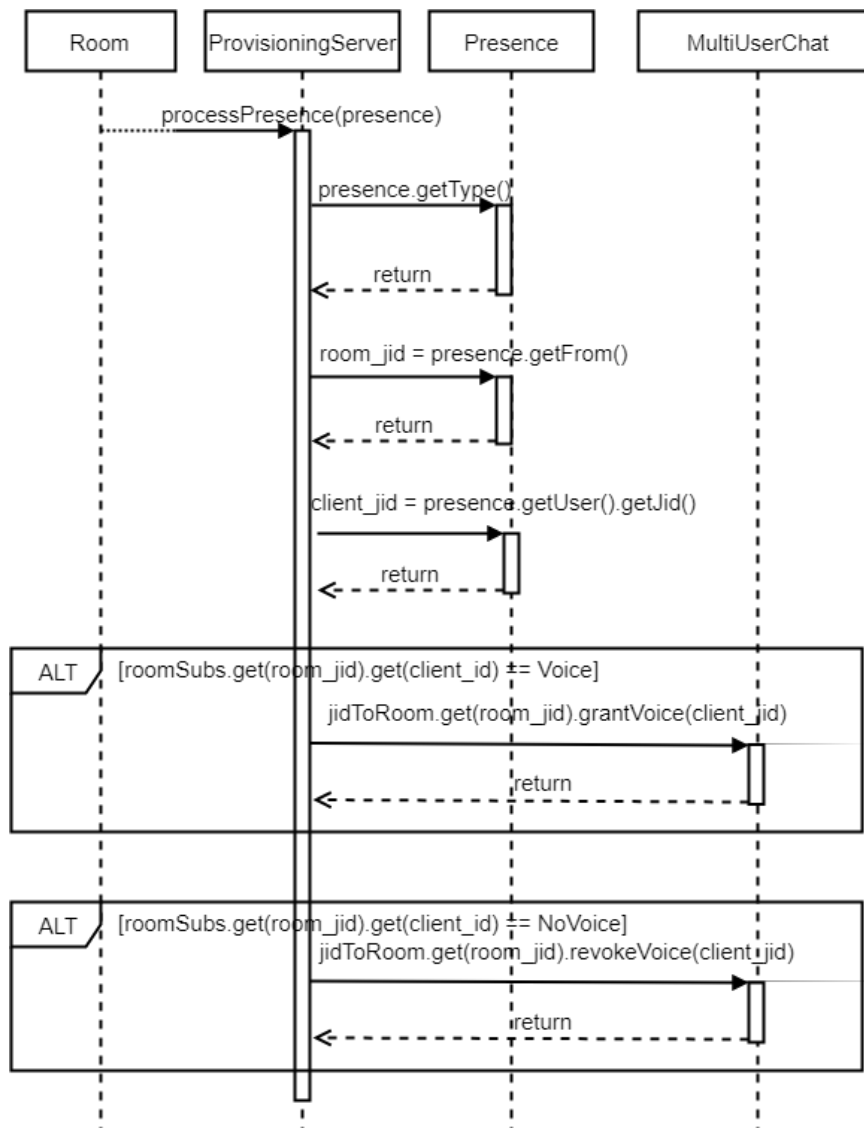 Room
ProvisioningServer
Presence
MultiUserChat
processPresence(presence)
presence.getType()
return
room_jid = presence.getFrom()
return
client_jid = presence.getUser().getJid()
return
ALT
[roomSubs.get(room_jid).get(client_id) == Voice]
jidToRoom.get(room_jid).grantVoice(client_jid)
return
ALT
[roomSubs.get(room_jid).get(client_id) == NoVoice]
jidToRoom.get(room_jid).revokeVoice(client_jid)
return